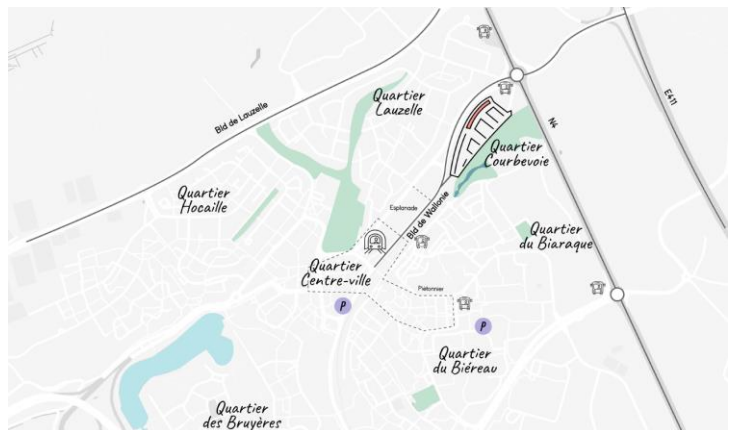 Quartier
Lauzelle
Bld de Lauzelle
E411
N4
Quartier
Courbevoie
Quartier
Hocaille
Esplanade
Bld de Wallonie
Quartier
du Biaraque
Quartier
Centre-ville
Piétonnier
P
P
Quartier
du Biéreau
Quartier
des Bruyères